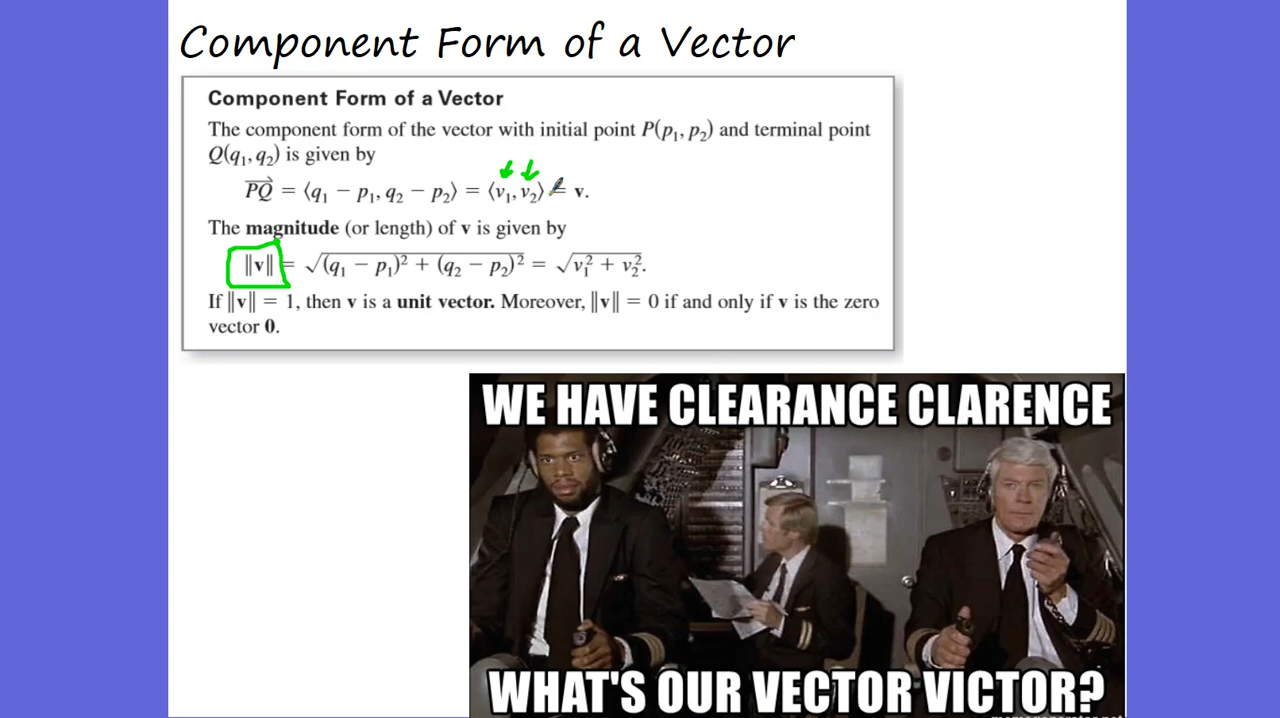 Component Form of a Vector
Component Form of a Vector
The component form of the vector with initial point P(p₁, p₂) and terminal point
Q(q₁, q₂) is given by
PQ⃗ = ⟨q₁ − p₁, q₂ − p₂⟩ = ⟨v₁, v₂⟩ = v.
The magnitude (or length) of v is given by
‖v‖ = √(q₁ − p₁)² + (q₂ − p₂)² = √v₁² + v₂².
If ‖v‖ = 1, then v is a unit vector. Moreover, ‖v‖ = 0 if and only if v is the zero
vector 0.
WE HAVE CLEARANCE CLARENCE
WHAT'S OUR VECTOR VICTOR?